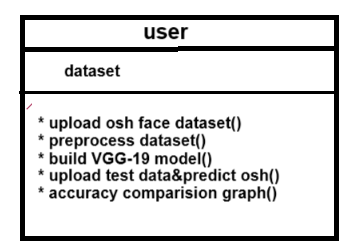 user
dataset
* upload osh face dataset()
* preprocess dataset()
* build VGG-19 model()
* upload test data&predict osh()
* accuracy comparision graph()